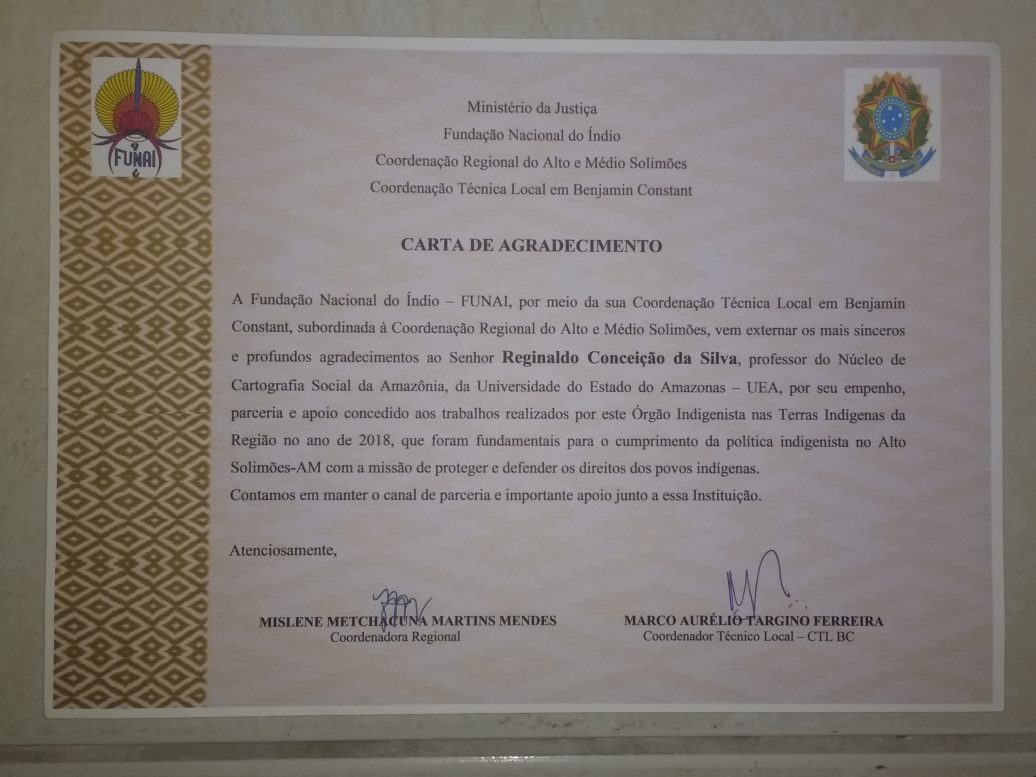 FUNAI
Ministério da Justiça
Fundação Nacional do Índio
Coordenação Regional do Alto e Médio Solimões
Coordenação Técnica Local em Benjamin Constant
CARTA DE AGRADECIMENTO
A Fundação Nacional do Índio – FUNAI, por meio da sua Coordenação Técnica Local em Benjamin
Constant, subordinada à Coordenação Regional do Alto e Médio Solimões, vem externar os mais sinceros
e profundos agradecimentos ao Senhor Reginaldo Conceição da Silva, professor do Núcleo de
Cartografia Social da Amazônia, da Universidade do Estado do Amazonas – UEA, por seu empenho,
parceria e apoio concedido aos trabalhos realizados por este Órgão Indigenista nas Terras Indígenas da
Região no ano de 2018, que foram fundamentais para o cumprimento da política indigenista no Alto
Solimões-AM com a missão de proteger e defender os direitos dos povos indígenas.
Contamos em manter o canal de parceria e importante apoio junto a essa Instituição.
Atenciosamente,
MISLENE METCHACUNA MARTINS MENDES
Coordenadora Regional
MARCO AURÉLIO TARGINO FERREIRA
Coordenador Técnico Local – CTL BC